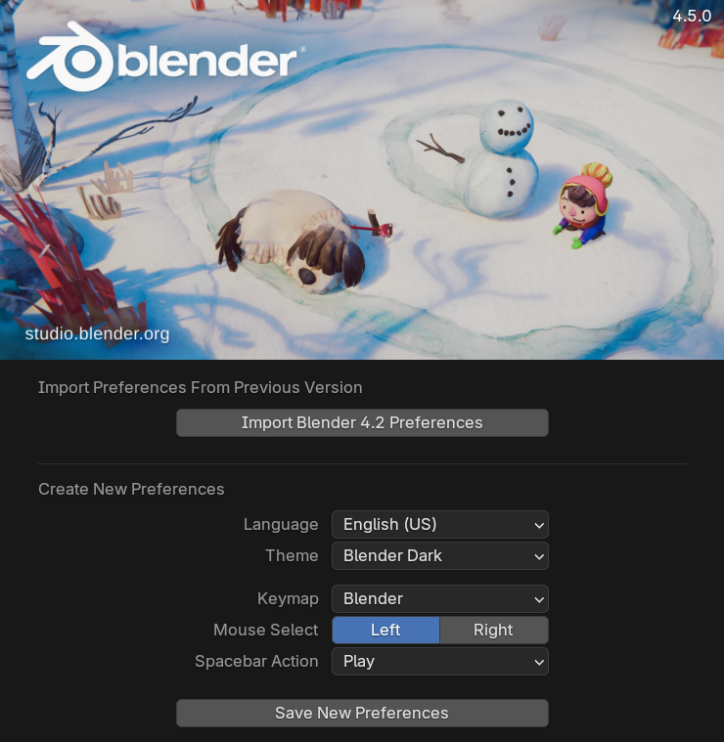 4.5.0
blender®
studio.blender.org
Import Preferences From Previous Version
Import Blender 4.2 Preferences
Create New Preferences
Language English (US)
Theme Blender Dark
Keymap Blender
Mouse Select Left Right
Spacebar Action Play
Save New Preferences